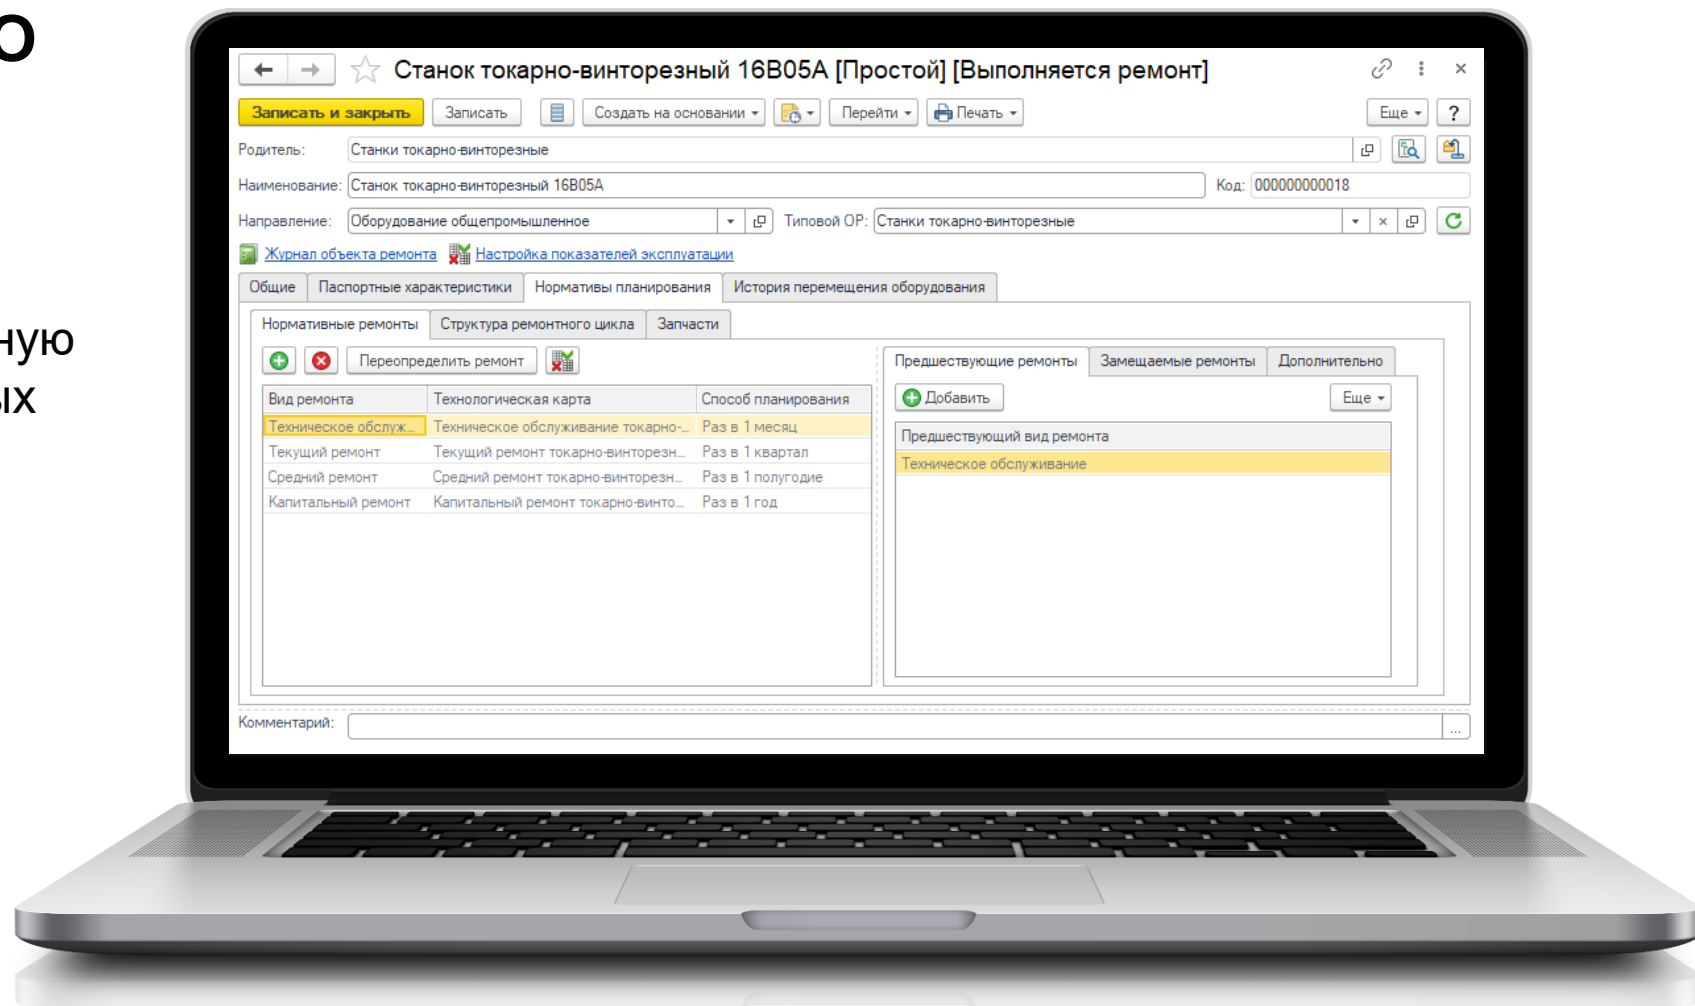 О
ную
ых
Станок токарно-винторезный 16В05А [Простой] [Выполняется ремонт]
Записать и закрыть Записать Создать на основании Перейти Печать Еще ?
Родитель: Станки токарно-винторезные
Наименование: Станок токарно-винторезный 16В05А Код: 000000000018
Направление: Оборудование общепромышленное Типовой ОР: Станки токарно-винторезные
Журнал объекта ремонта Настройка показателей эксплуатации
Общие Паспортные характеристики Нормативы планирования История перемещения оборудования
Нормативные ремонты Структура ремонтного цикла Запчасти
Переопределить ремонт
Вид ремонта Технологическая карта Способ планирования
Техническое обслуж... Техническое обслуживание токарно-... Раз в 1 месяц
Текущий ремонт Текущий ремонт токарно-винторезн... Раз в 1 квартал
Средний ремонт Средний ремонт токарно-винторезн... Раз в 1 полугодие
Капитальный ремонт Капитальный ремонт токарно-винто... Раз в 1 год
Предшествующие ремонты Замещаемые ремонты Дополнительно
Добавить Еще
Предшествующий вид ремонта
Техническое обслуживание
Комментарий: ...